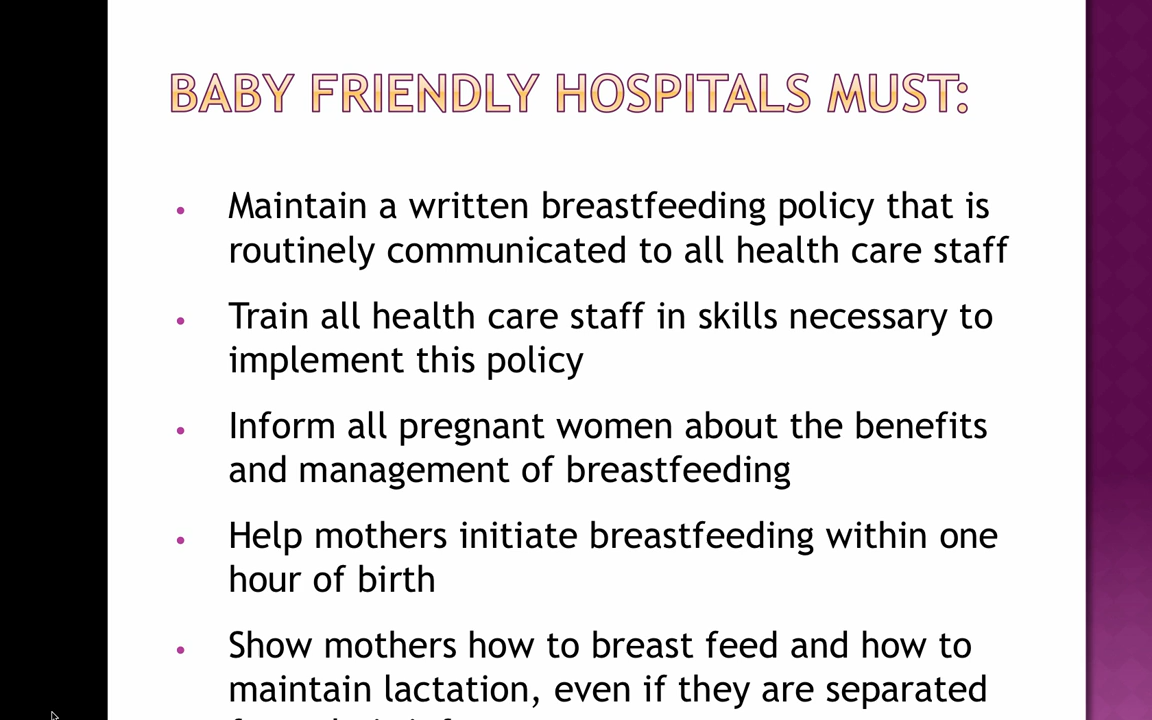 BABY FRIENDLY HOSPITALS MUST:
• Maintain a written breastfeeding policy that is
routinely communicated to all health care staff
• Train all health care staff in skills necessary to
implement this policy
• Inform all pregnant women about the benefits
and management of breastfeeding
• Help mothers initiate breastfeeding within one
hour of birth
• Show mothers how to breast feed and how to
maintain lactation, even if they are separated